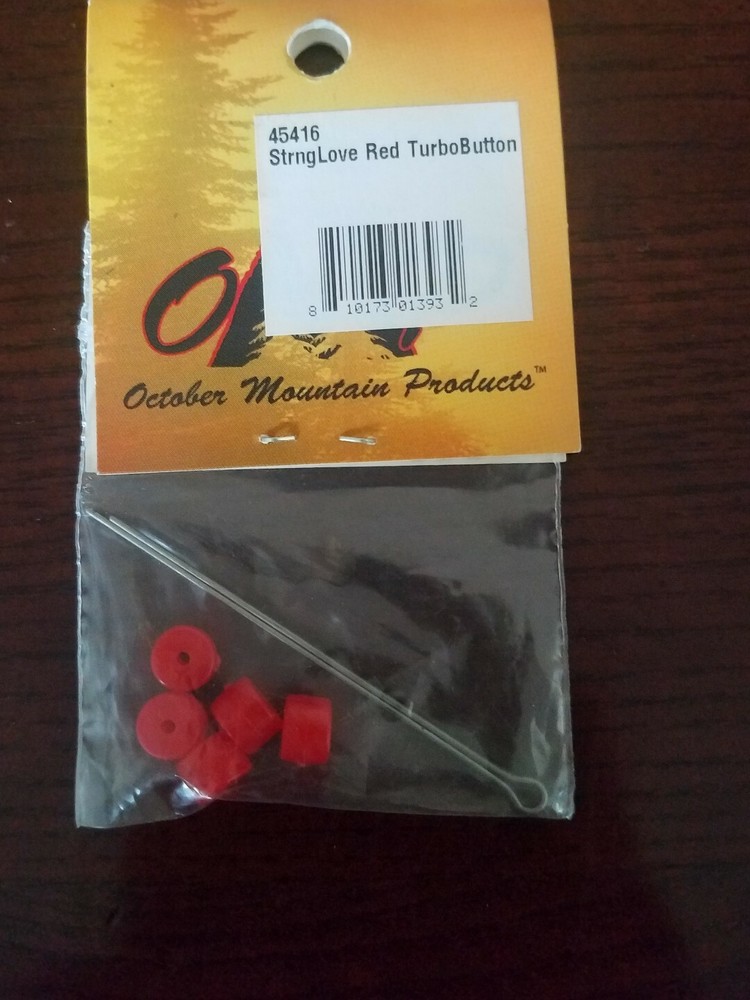 45416
StrngLove Red TurboButton
8 10173 01393 2
October Mountain Products™